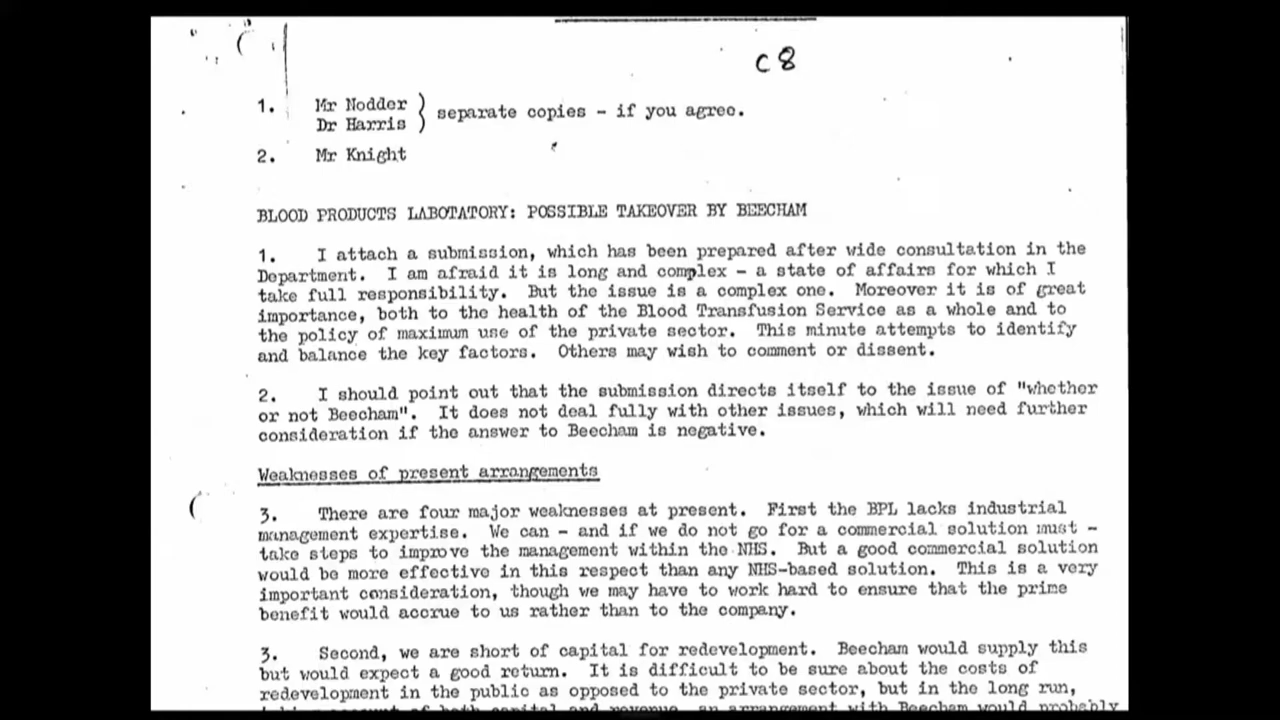 c8
1. Mr Nodder
Dr Harris } separate copies - if you agree.
2. Mr Knight
BLOOD PRODUCTS LABOTATORY: POSSIBLE TAKEOVER BY BEECHAM
1. I attach a submission, which has been prepared after wide consultation in the
Department. I am afraid it is long and complex - a state of affairs for which I
take full responsibility. But the issue is a complex one. Moreover it is of great
importance, both to the health of the Blood Transfusion Service as a whole and to
the policy of maximum use of the private sector. This minute attempts to identify
and balance the key factors. Others may wish to comment or dissent.
2. I should point out that the submission directs itself to the issue of "whether
or not Beecham". It does not deal fully with other issues, which will need further
consideration if the answer to Beecham is negative.
Weaknesses of present arrangements
3. There are four major weaknesses at present. First the BPL lacks industrial
management expertise. We can - and if we do not go for a commercial solution must -
take steps to improve the management within the NHS. But a good commercial solution
would be more effective in this respect than any NHS-based solution. This is a very
important consideration, though we may have to work hard to ensure that the prime
benefit would accrue to us rather than to the company.
3. Second, we are short of capital for redevelopment. Beecham would supply this
but would expect a good return. It is difficult to be sure about the costs of
redevelopment in the public as opposed to the private sector, but in the long run,
account of both capital and revenue, an arrangement with Beecham would probably